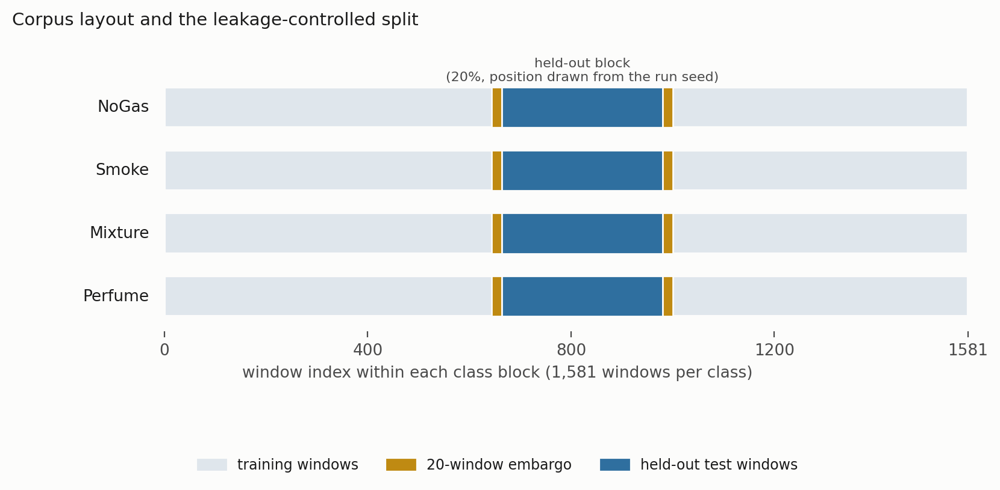 Corpus layout and the leakage-controlled split
held-out block
(20%, position drawn from the run seed)
NoGas
Smoke
Mixture
Perfume
0 400 800 1200 1581
window index within each class block (1,581 windows per class)
training windows 20-window embargo held-out test windows